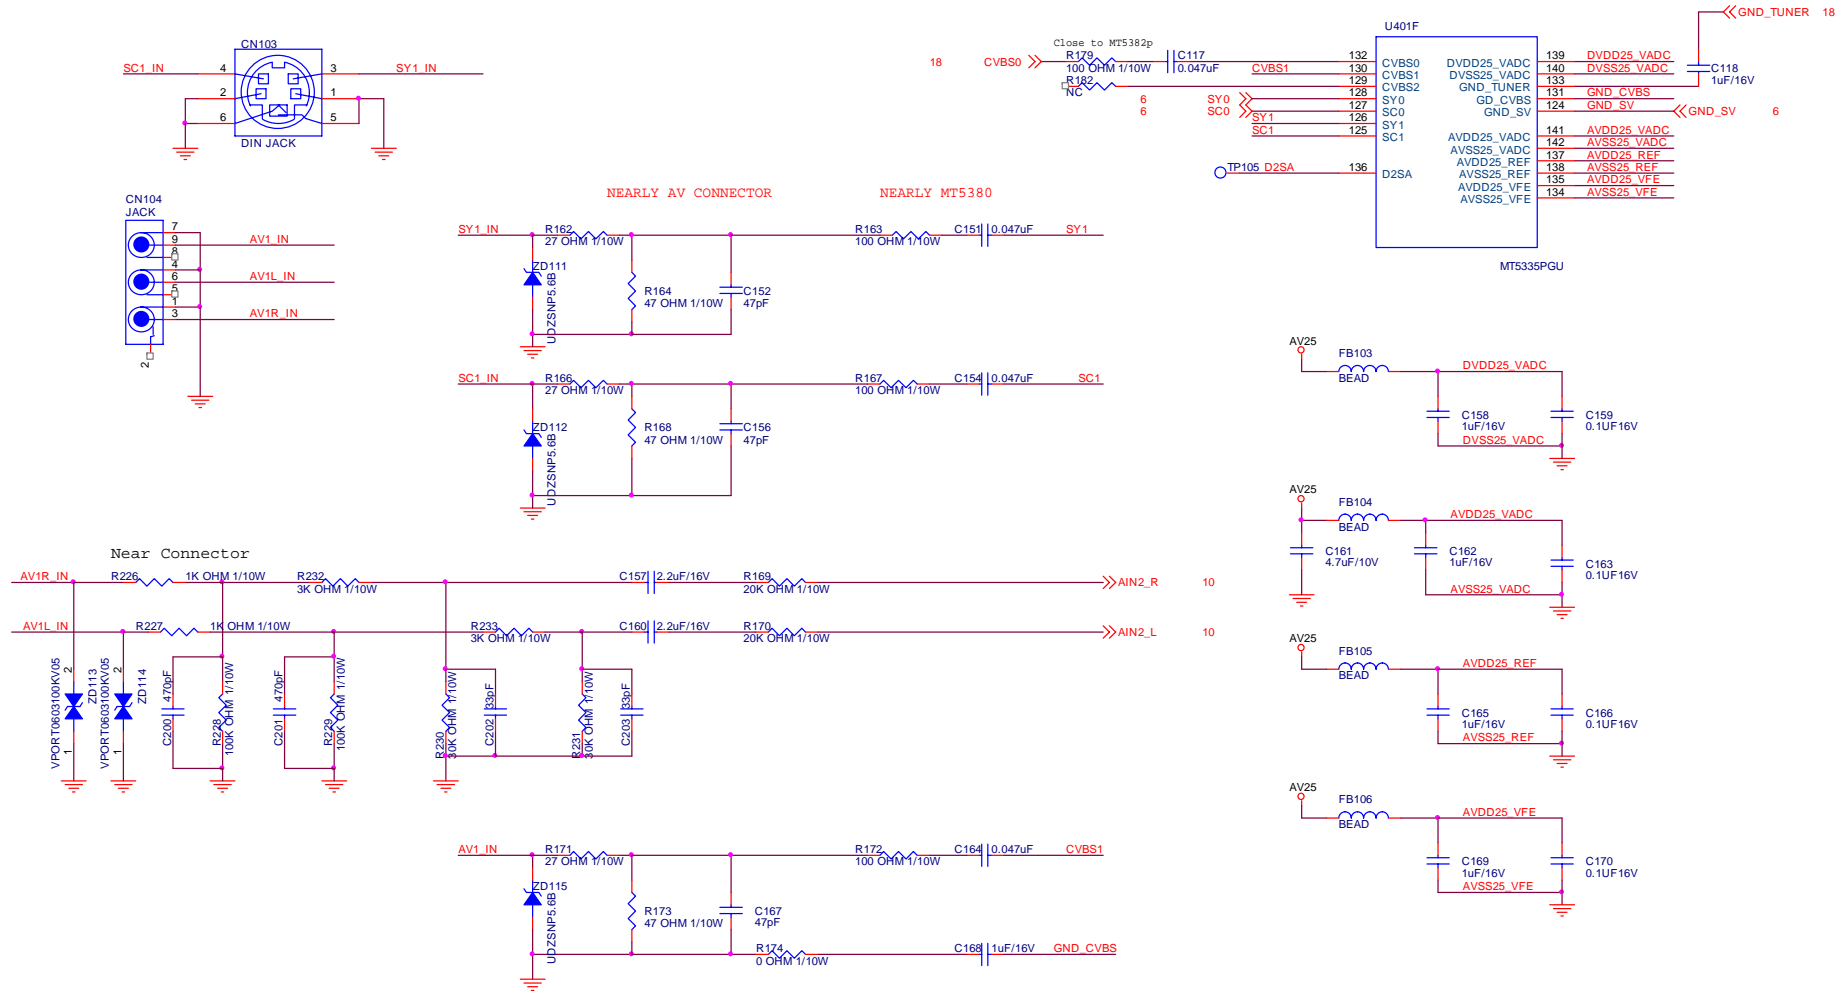 CN103
SC1_IN 4 3 SY1_IN
2 1
6 5
DIN JACK
CN104
JACK
7
9 AV1_IN
8
4
6 AV1L_IN
5
1
3 AV1R_IN
2
Close to MT5382p
18 CVBS0 R179 C117
100 OHM 1/10W 0.047uF
CVBS1
R182
NC
6 SY0
6 SC0
SY1
SC1
TP105 D2SA
U401F
132 CVBS0
130 CVBS1
129 CVBS2
128 SY0
127 SC0
126 SY1
125 SC1
136 D2SA
DVDD25_VADC 139 DVDD25_VADC
DVSS25_VADC 140 DVSS25_VADC
GND_TUNER 133
GD_CVBS 131 GND_CVBS
GND_SV 124 GND_SV
AVDD25_VADC 141 AVDD25_VADC
AVSS25_VADC 142 AVSS25_VADC
AVDD25_REF 137 AVDD25_REF
AVSS25_REF 138 AVSS25_REF
AVDD25_VFE 135 AVDD25_VFE
AVSS25_VFE 134 AVSS25_VFE
MT5335PGU
GND_TUNER 18
C118
1uF/16V
GND_SV 6
NEARLY AV CONNECTOR NEARLY MT5380
SY1_IN R162 R163 C151 0.047uF SY1
27 OHM 1/10W 100 OHM 1/10W
ZD111
UDZSNP5.6B
R164
47 OHM 1/10W
C152
47pF
SC1_IN R166 R167 C154 0.047uF SC1
27 OHM 1/10W 100 OHM 1/10W
ZD112
UDZSNP5.6B
R168
47 OHM 1/10W
C156
47pF
Near Connector
AV1R_IN R226 1K OHM 1/10W R232 C157 2.2uF/16V R169 AIN2_R 10
3K OHM 1/10W 20K OHM 1/10W
AV1L_IN R227 1K OHM 1/10W R233 C160 2.2uF/16V R170 AIN2_L 10
3K OHM 1/10W 20K OHM 1/10W
VPORT0603100KV05
2
1
ZD113
VPORT0603100KV05
2
1
ZD114
C200 470pF
R228
100K OHM 1/10W
C201 470pF
R229
100K OHM 1/10W
R230
30K OHM 1/10W
C202 33pF
R231
30K OHM 1/10W
C203 33pF
AV1_IN R171 R172 C164 0.047uF CVBS1
27 OHM 1/10W 100 OHM 1/10W
ZD115
UDZSNP5.6B
R173
47 OHM 1/10W
C167
47pF
R174 C168 1uF/16V GND_CVBS
0 OHM 1/10W
AV25
FB103
BEAD
DVDD25_VADC
C158
1uF/16V
C159
0.1UF16V
DVSS25_VADC
AV25
FB104
BEAD
AVDD25_VADC
C161
4.7uF/10V
C162
1uF/16V
C163
0.1UF16V
AVSS25_VADC
AV25
FB105
BEAD
AVDD25_REF
C165
1uF/16V
C166
0.1UF16V
AVSS25_REF
AV25
FB106
BEAD
AVDD25_VFE
C169
1uF/16V
C170
0.1UF16V
AVSS25_VFE